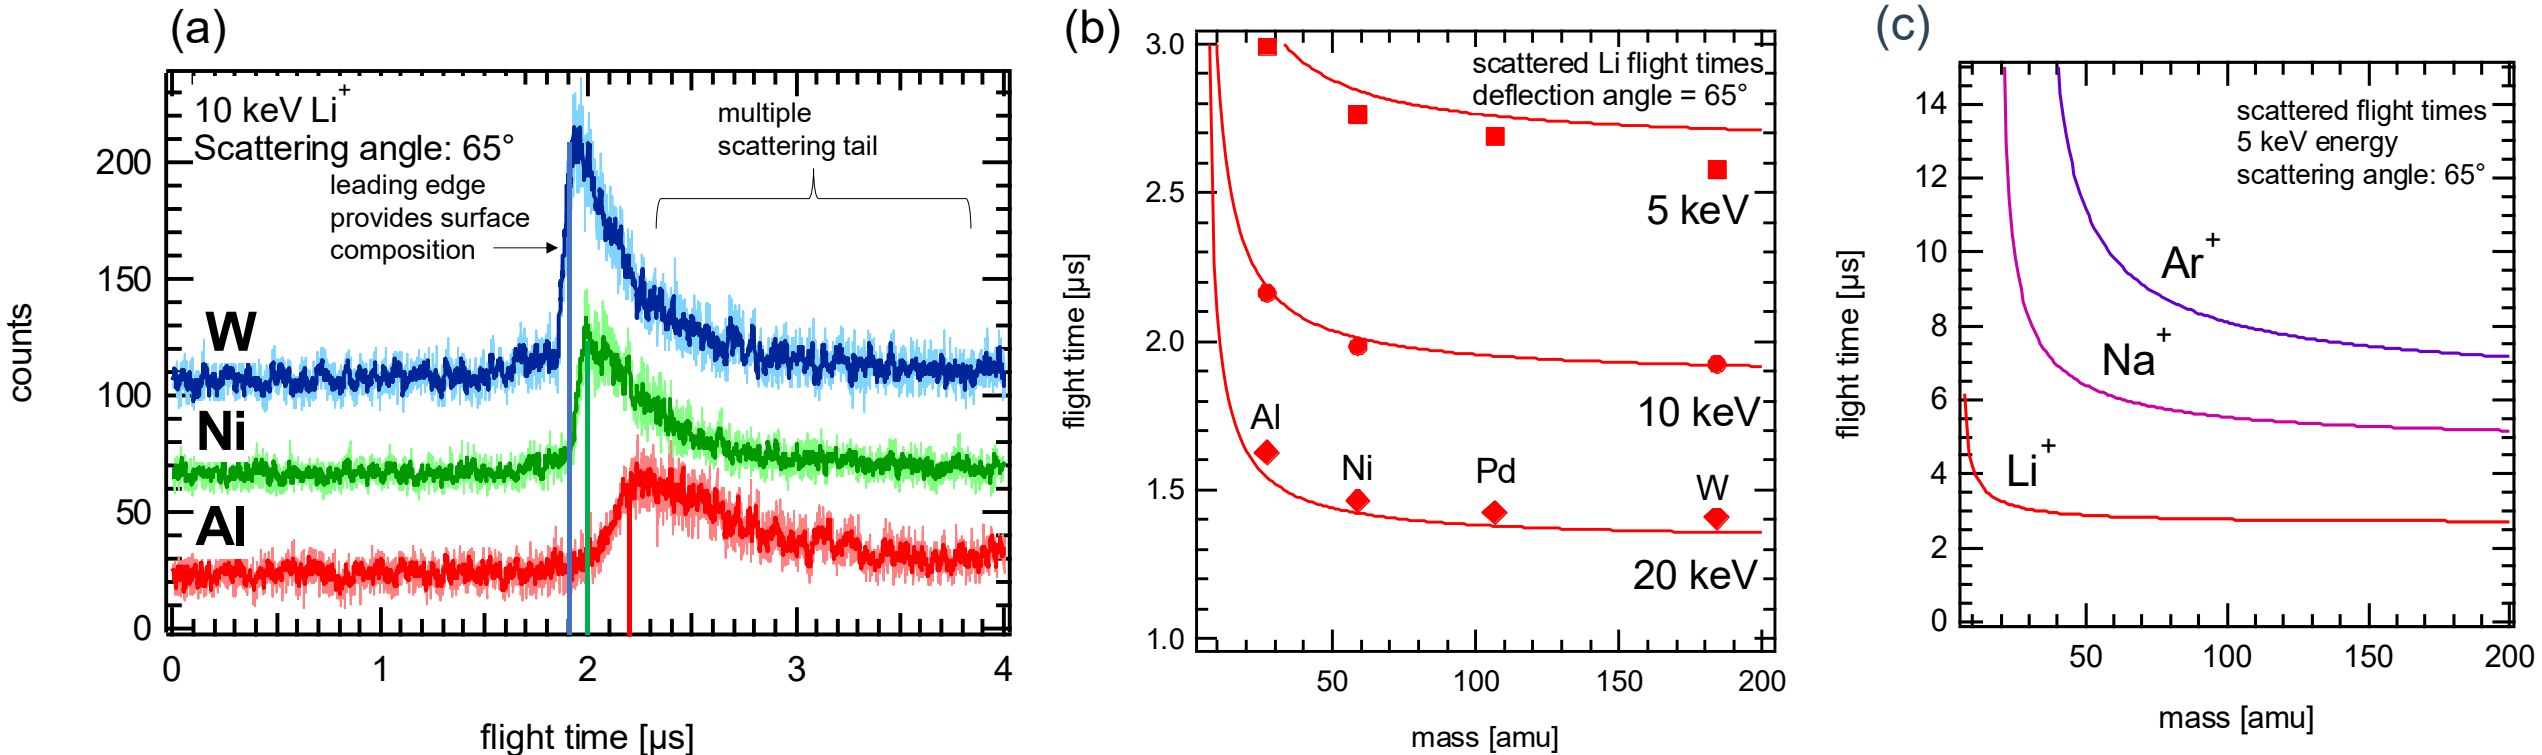 (a)
10 keV Li+
Scattering angle: 65°
leading edge
provides surface
composition
multiple
scattering tail
W
Ni
Al
200
150
100
50
0
counts
0 1 2 3 4
flight time [µs]
(b)
scattered Li flight times
deflection angle = 65°
5 keV
10 keV
Al
Ni
Pd
W
20 keV
3.0
2.5
2.0
1.5
1.0
flight time [µs]
50 100 150 200
mass [amu]
(c)
scattered flight times
5 keV energy
scattering angle: 65°
Ar+
Na+
Li+
14
12
10
8
6
4
2
0
flight time [µs]
50 100 150 200
mass [amu]